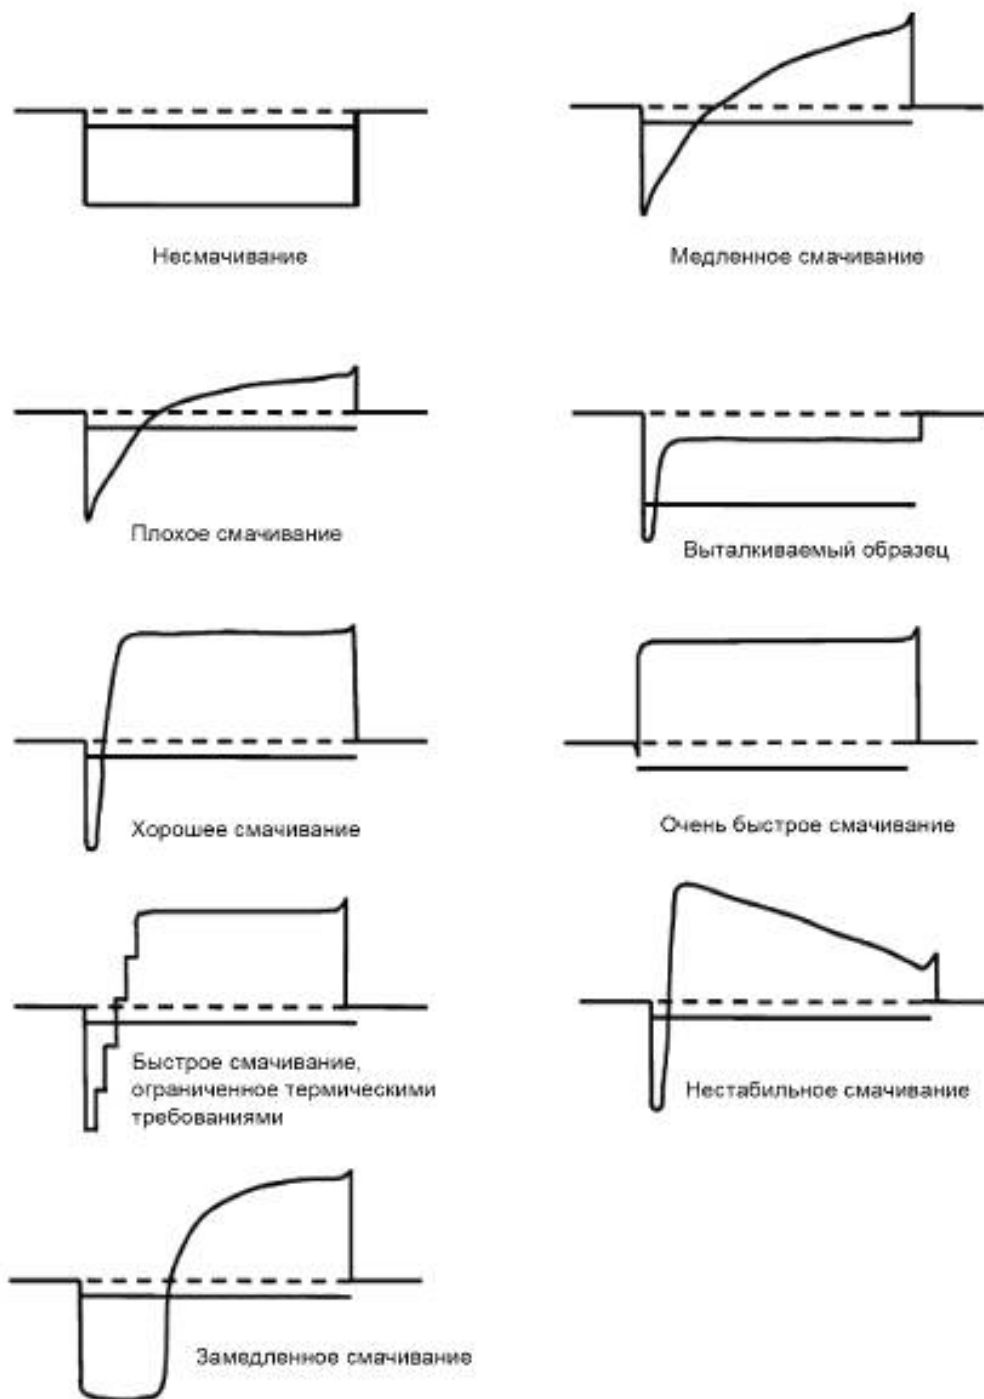 Несмачивание
Медленное смачивание
Плохое смачивание
Выталкиваемый образец
Хорошее смачивание
Очень быстрое смачивание
Быстрое смачивание,
ограниченное термическими
требованиями
Нестабильное смачивание
Замедленное смачивание